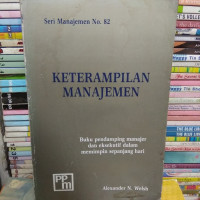 Seri Manajemen No. 82
KETERAMPILAN
MANAJEMEN
Buku pendamping manajer
dan eksekutif dalam
memimpin sepanjang hari
PPm
Alexander N. Welsh